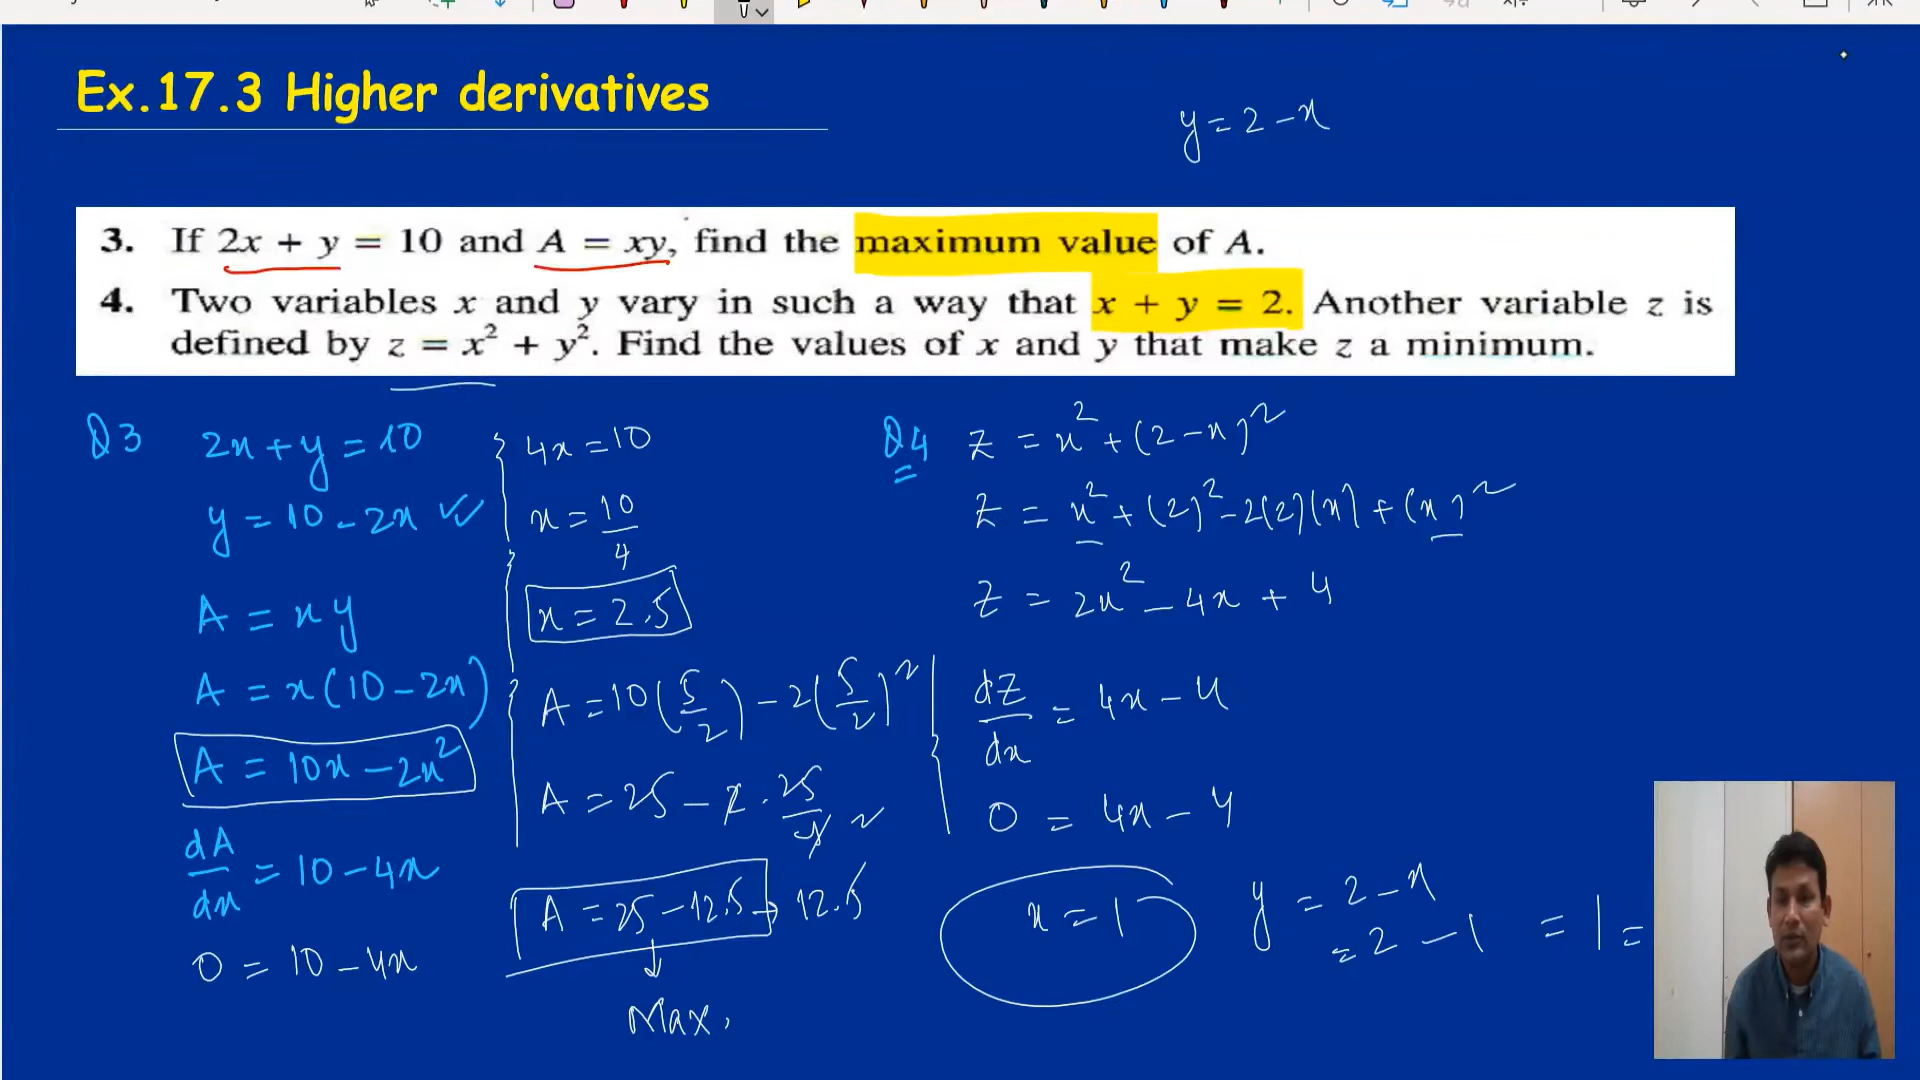 Ex.17.3 Higher derivatives
y = 2 - x
3. If 2x + y = 10 and A = xy, find the maximum value of A.
4. Two variables x and y vary in such a way that x + y = 2. Another variable z is
defined by z = x² + y². Find the values of x and y that make z a minimum.
Q3
2x + y = 10
y = 10 - 2x
A = xy
A = x(10 - 2x)
A = 10x - 2x²
dA/dx = 10 - 4x
0 = 10 - 4x
4x = 10
x = 10/4
x = 2.5
A = 10(5/2) - 2(5/2)²
A = 25 - 2 · 25/4 2
A = 25 - 12.5 → 12.5
Max.
Q4
z = x² + (2 - x)²
z = x² + (2)² - 2(2)(x) + (x)²
z = 2x² - 4x + 4
dz/dx = 4x - 4
0 = 4x - 4
x = 1
y = 2 - x
= 2 - 1 = 1 =